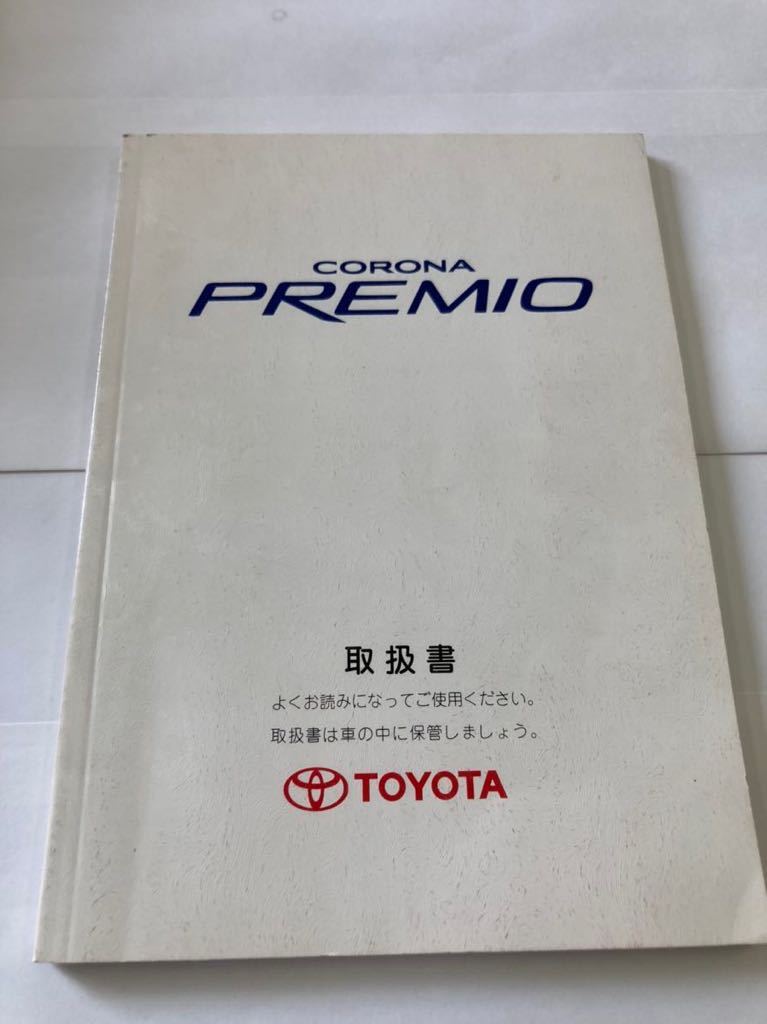 CORONA
PREMIO
取扱書
よくお読みになってご使用ください。
取扱書は車の中に保管しましょう。
TOYOTA